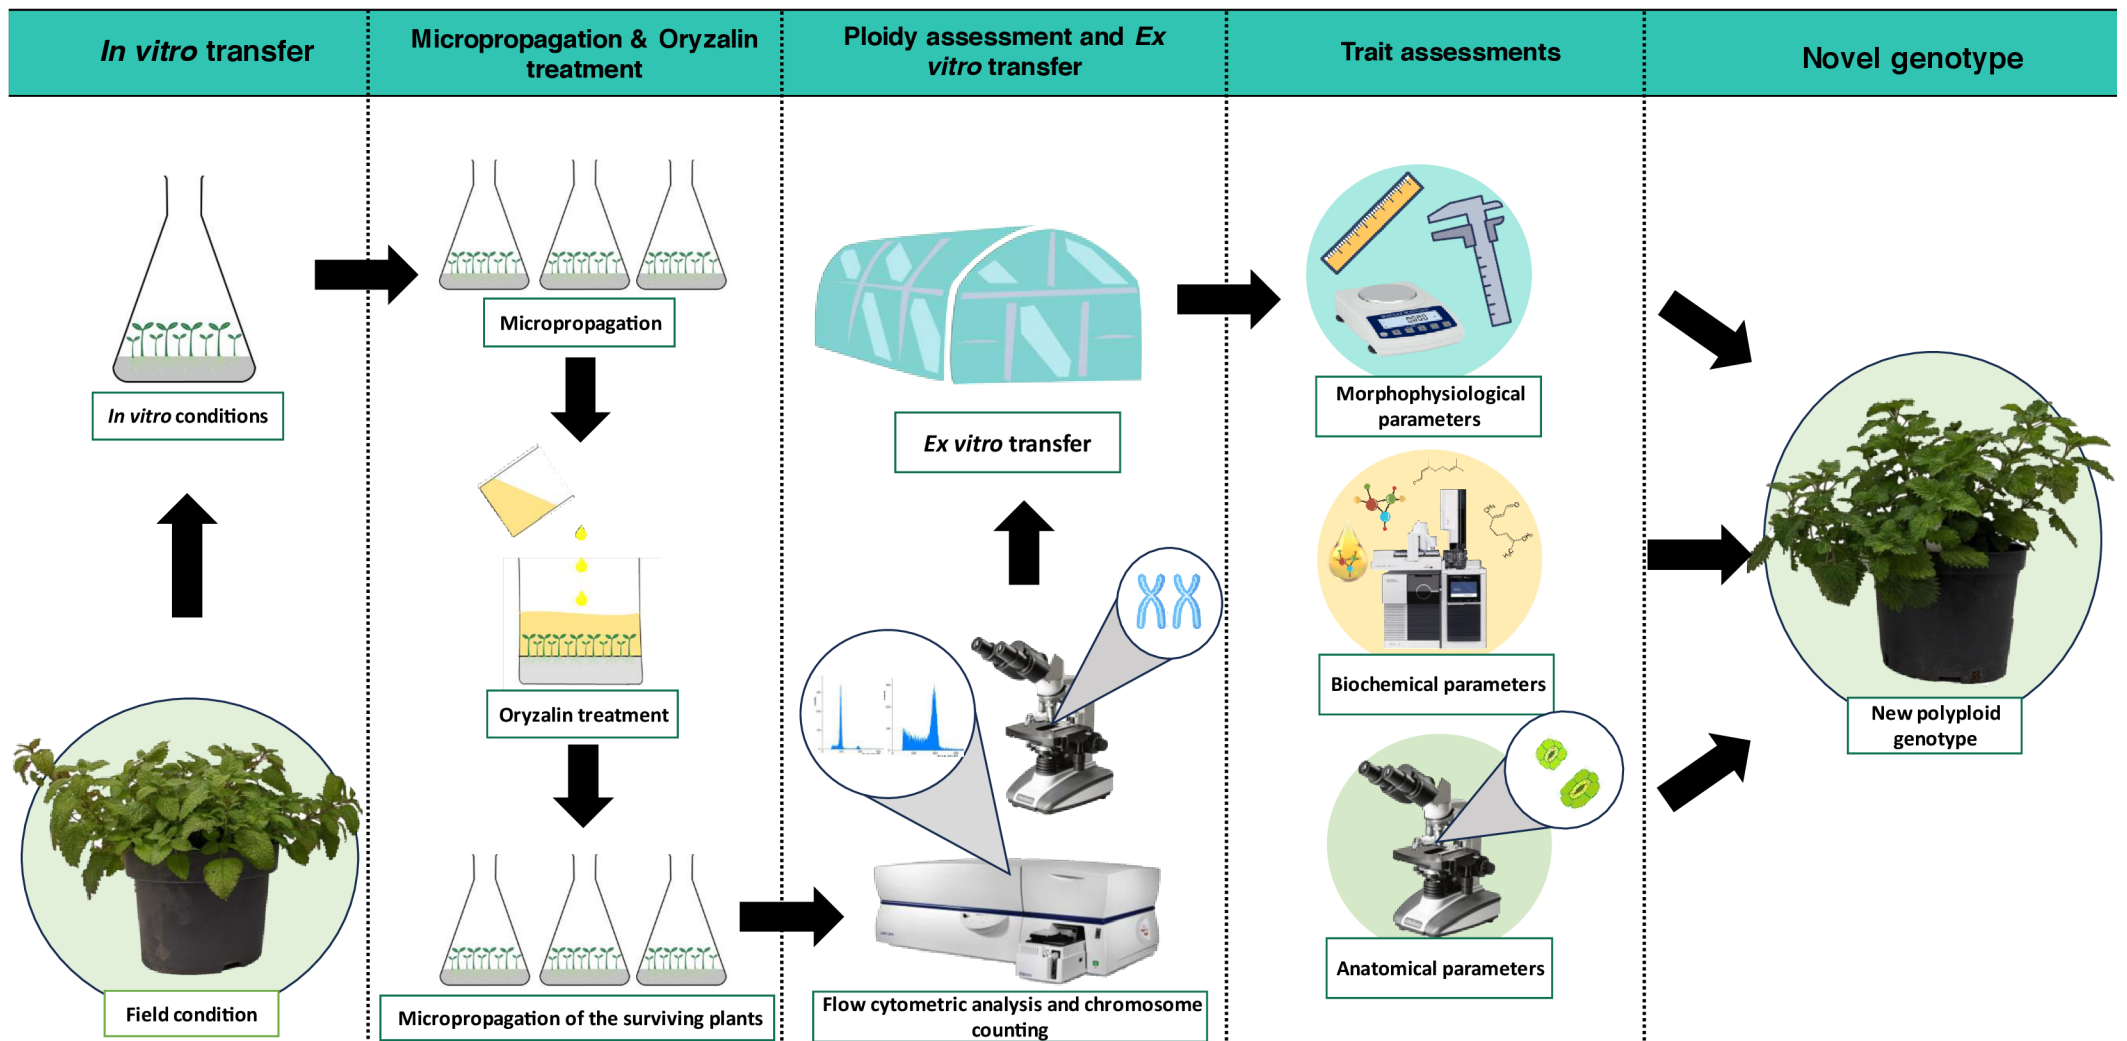 In vitro transfer
Micropropagation & Oryzalin
treatment
Ploidy assessment and Ex
vitro transfer
Trait assessments
Novel genotype
In vitro conditions
Field condition
Micropropagation
Oryzalin treatment
Micropropagation of the surviving plants
Ex vitro transfer
Flow cytometric analysis and chromosome
counting
Morphophysiological
parameters
Biochemical parameters
Anatomical parameters
New polyploid
genotype